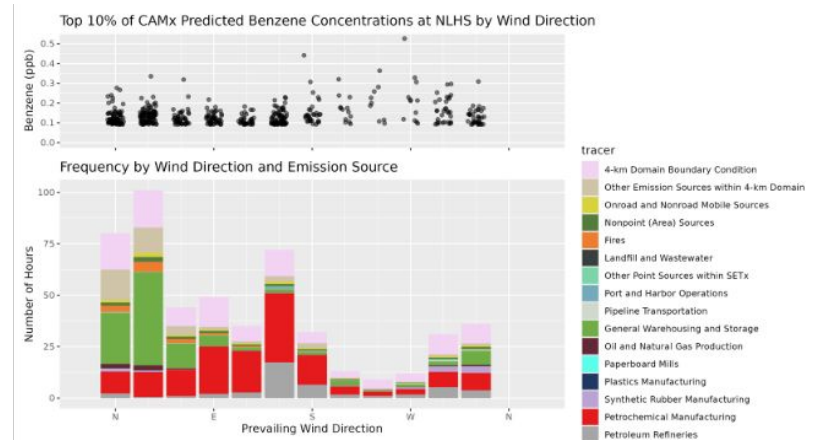 Top 10% of CAMx Predicted Benzene Concentrations at NLHS by Wind Direction
Benzene (ppb)
0.5
0.4
0.3
0.2
0.1
0.0
Frequency by Wind Direction and Emission Source
Number of Hours
100
75
50
25
0
N
E
S
W
N
Prevailing Wind Direction
tracer
4-km Domain Boundary Condition
Other Emission Sources within 4-km Domain
Onroad and Nonroad Mobile Sources
Nonpoint (Area) Sources
Fires
Landfill and Wastewater
Other Point Sources within SETx
Port and Harbor Operations
Pipeline Transportation
General Warehousing and Storage
Oil and Natural Gas Production
Paperboard Mills
Plastics Manufacturing
Synthetic Rubber Manufacturing
Petrochemical Manufacturing
Petroleum Refineries